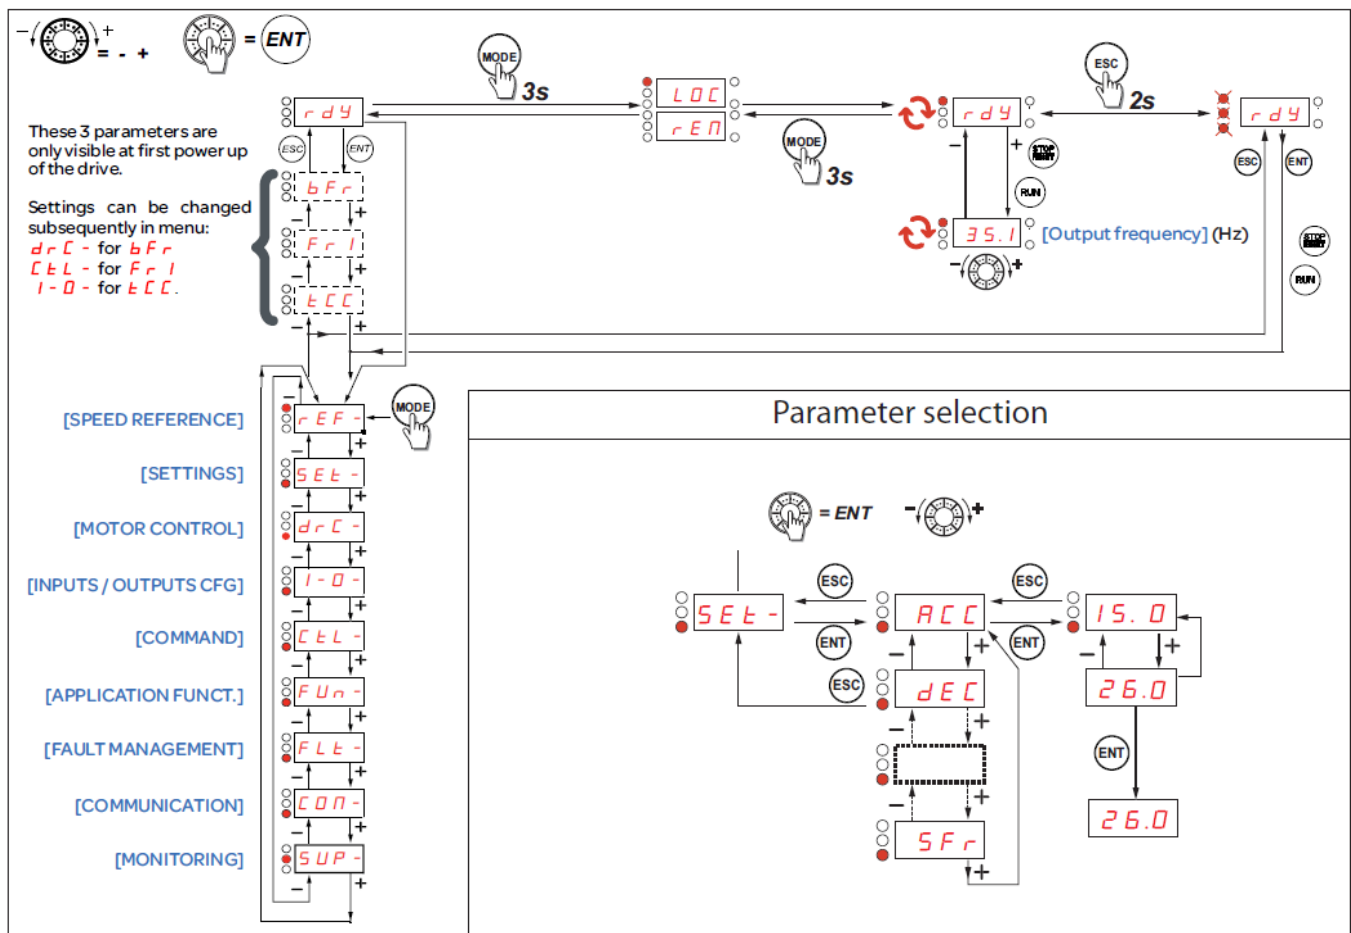 - + = - +
= ENT
MODE
3s
ESC
2s
LOC
rdY
rdY
rdY
rEM
MODE
3s
These 3 parameters are
only visible at first power up
of the drive.
ESC
ENT
- +
STOP
RESET
RUN
ESC
ENT
bFr
- +
Settings can be changed
subsequently in menu:
drC- for bFr
CtL- for Fr1
I-O- for tCC.
Fr1
- +
35.1
[Output frequency] (Hz)
- +
STOP
RESET
RUN
tCC
- +
Parameter selection
[SPEED REFERENCE]
- rEF-
MODE
- +
[SETTINGS]
SEt-
- +
[MOTOR CONTROL]
drC-
- +
[INPUTS / OUTPUTS CFG]
I-O-
- +
[COMMAND]
CtL-
- +
[APPLICATION FUNCT.]
FUn-
- +
[FAULT MANAGEMENT]
FLt-
- +
[COMMUNICATION]
COM-
- +
[MONITORING]
SUP-
- +
= ENT
- +
ESC
ESC
SEt-
ACC
15.0
ENT
ENT
- +
- +
ESC
dEC
26.0
- +
ENT
- +
SFr
26.0
+